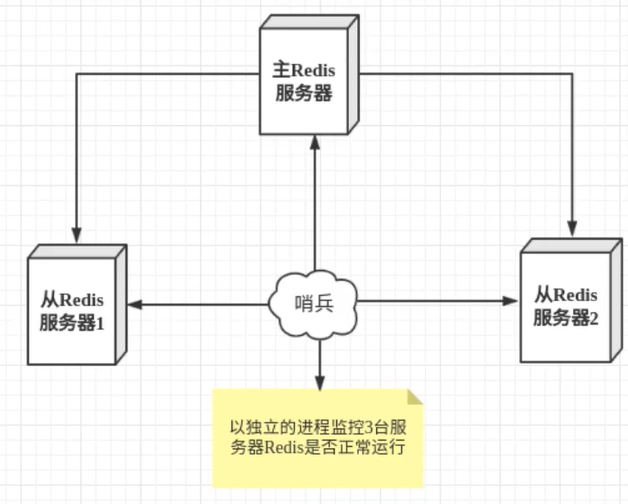 主Redis
服务器
从Redis
服务器1
哨兵
从Redis
服务器2
以独立的进程监控3台服
务器Redis是否正常运行